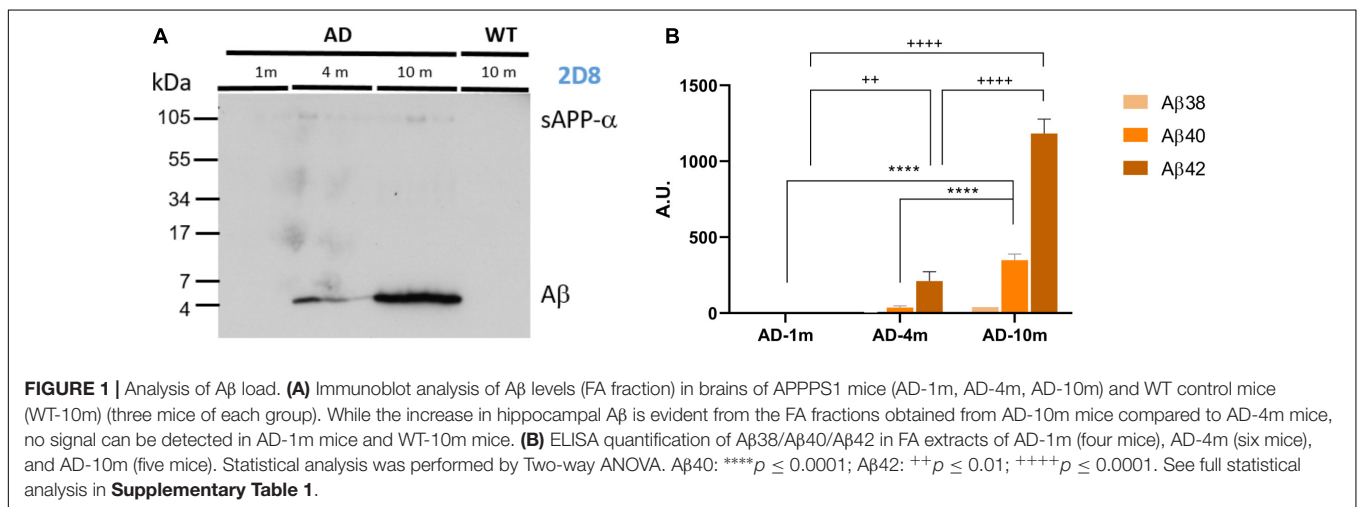 A
AD WT
1m 4 m 10 m 10 m 2D8
kDa
105 sAPP-α
55
34
17
7
4 Aβ
B
++++
++ ++++
****
****
1500
1000
500
0
A.U.
AD-1m AD-4m AD-10m
Aβ38
Aβ40
Aβ42
FIGURE 1 | Analysis of Aβ load. (A) Immunoblot analysis of Aβ levels (FA fraction) in brains of APPPS1 mice (AD-1m, AD-4m, AD-10m) and WT control mice
(WT-10m) (three mice of each group). While the increase in hippocampal Aβ is evident from the FA fractions obtained from AD-10m mice compared to AD-4m mice,
no signal can be detected in AD-1m mice and WT-10m mice. (B) ELISA quantification of Aβ38/Aβ40/Aβ42 in FA extracts of AD-1m (four mice), AD-4m (six mice),
and AD-10m (five mice). Statistical analysis was performed by Two-way ANOVA. Aβ40: ****p ≤ 0.0001; Aβ42: ++p ≤ 0.01; ++++p ≤ 0.0001. See full statistical
analysis in Supplementary Table 1.